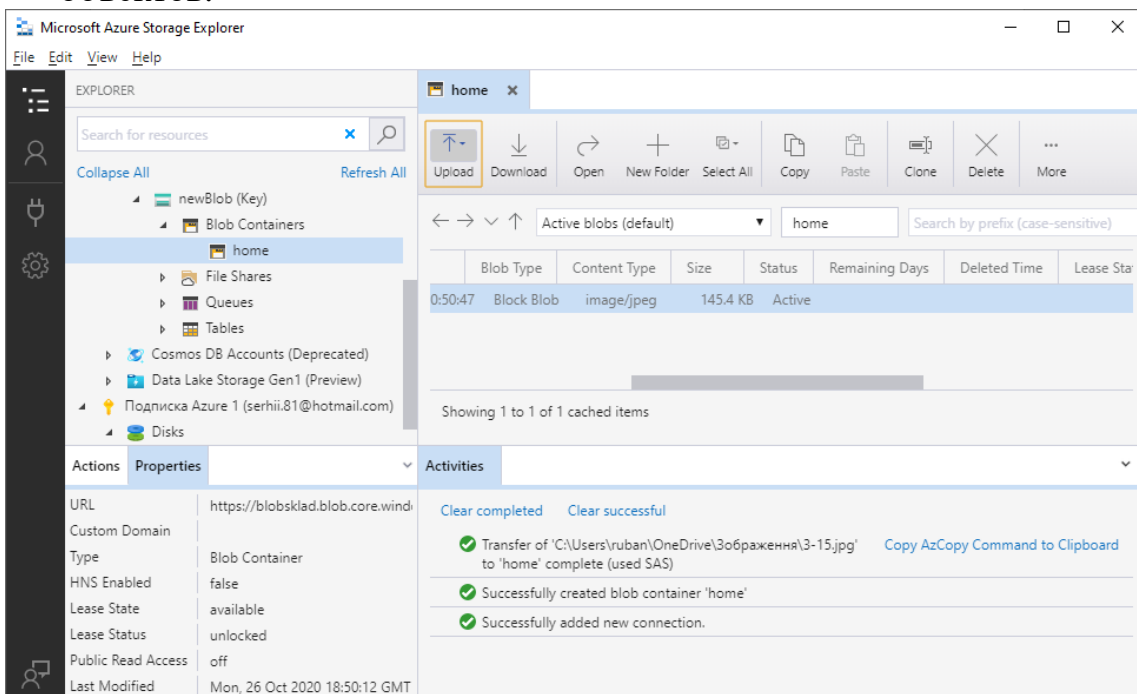 Microsoft Azure Storage Explorer
File Edit View Help
EXPLORER
Search for resources
Collapse All Refresh All
newBlob (Key)
Blob Containers
home
File Shares
Queues
Tables
Cosmos DB Accounts (Deprecated)
Data Lake Storage Gen1 (Preview)
Подписка Azure 1 (serhii.81@hotmail.com)
Disks
home
Upload Download Open New Folder Select All Copy Paste Clone Delete More
Active blobs (default) home Search by prefix (case-sensitive)
Blob Type Content Type Size Status Remaining Days Deleted Time Lease
0:50:47 Block Blob image/jpeg 145.4 KB Active
Showing 1 to 1 of 1 cached items
Actions Properties
URL https://blobsklad.blob.core.wind
Custom Domain
Type Blob Container
HNS Enabled false
Lease State available
Lease Status unlocked
Public Read Access off
Last Modified Mon, 26 Oct 2020 18:50:12 GMT
Activities
Clear completed Clear successful
Transfer of 'C:\Users\ruban\OneDrive\Зображення\3-15.jpg' Copy AzCopy Command to Clipboard
to 'home' complete (used SAS)
Successfully created blob container 'home'
Successfully added new connection.